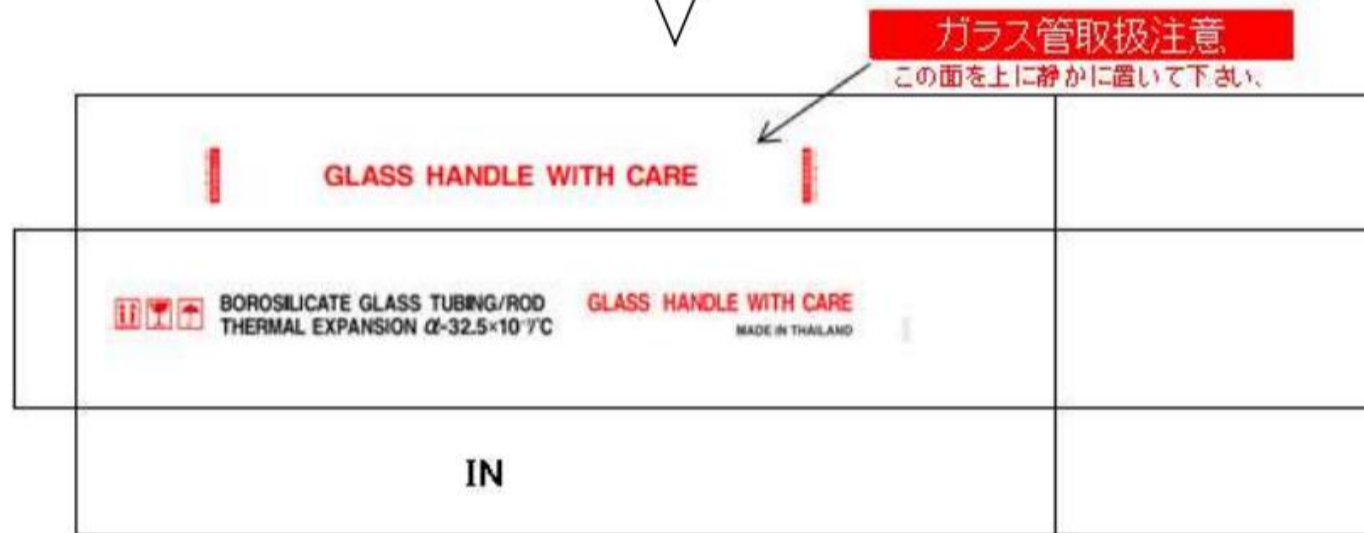 ガラス管取扱注意
この面を上に静かに置いて下さい、
GLASS HANDLE WITH CARE
BOROSILICATE GLASS TUBING/ROD
THERMAL EXPANSION α-32.5×10⁻⁷/℃
GLASS HANDLE WITH CARE
MADE IN THAILAND
IN